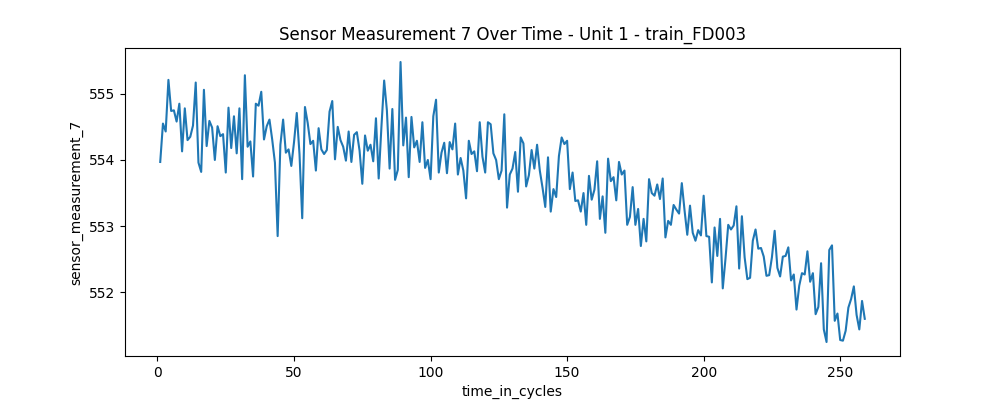 Sensor Measurement 7 Over Time - Unit 1 - train_FD003
sensor_measurement_7
555
554
553
552
0 50 100 150 200 250
time_in_cycles